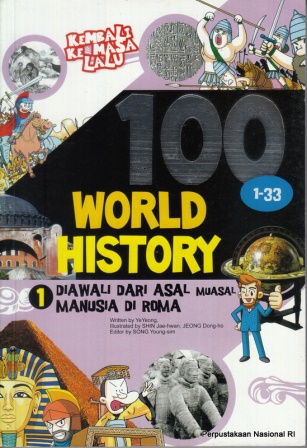 KEMBALI
KE MASA
LALU
100
1-33
WORLD
HISTORY
1 DIAWALI DARI ASAL MUASAL
MANUSIA DI ROMA
Written by YeYeong,
Illustrated by SHIN Jae-hwan, JEONG Dong-ho
Editor by SONG Young-sim
Perpustakaan Nasional RI